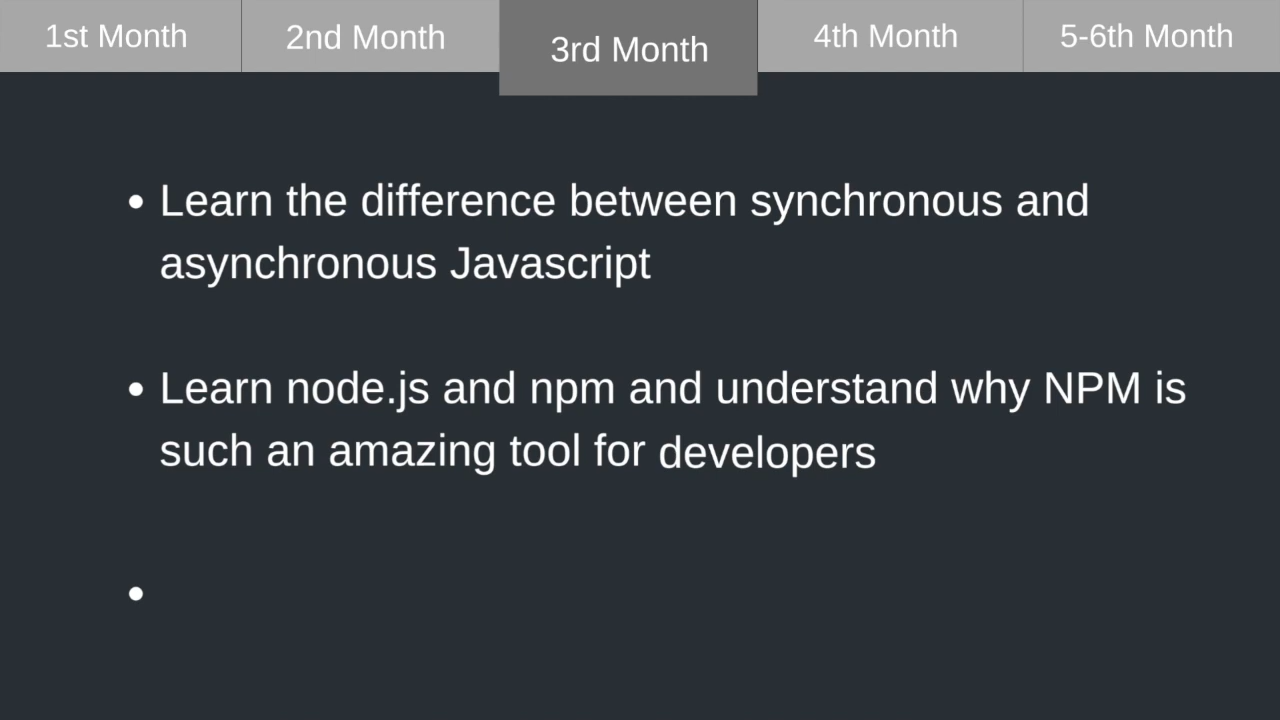 1st Month
2nd Month
3rd Month
4th Month
5-6th Month
• Learn the difference between synchronous and
asynchronous Javascript
• Learn node.js and npm and understand why NPM is
such an amazing tool for developers
•